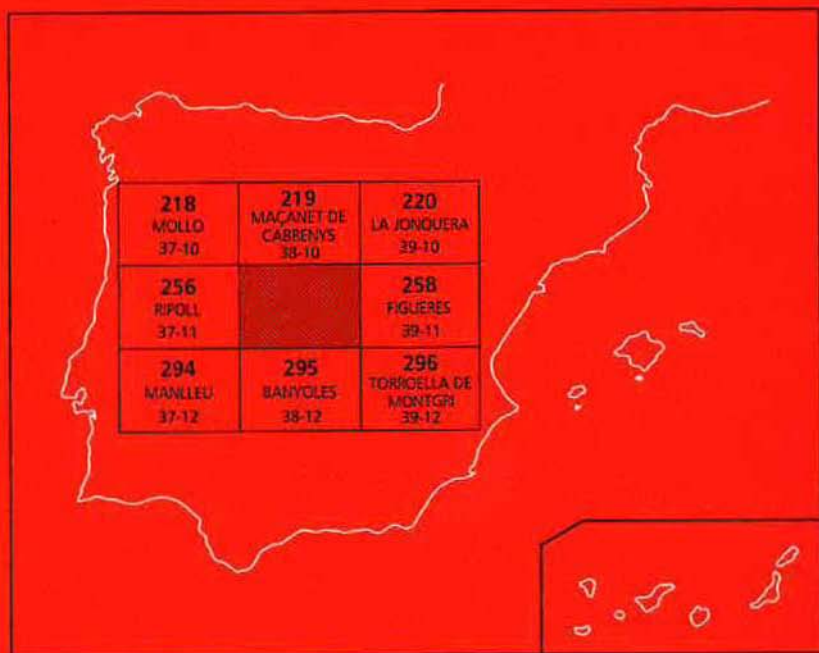 218
MOLLO
37-10
219
MAÇANET DE
CABRENYS
38-10
220
LA JONQUERA
39-10
256
RIPOLL
37-11
258
FIGUERES
39-11
294
MANLLEU
37-12
295
BANYOLES
38-12
296
TORROELLA DE
MONTGRI
39-12